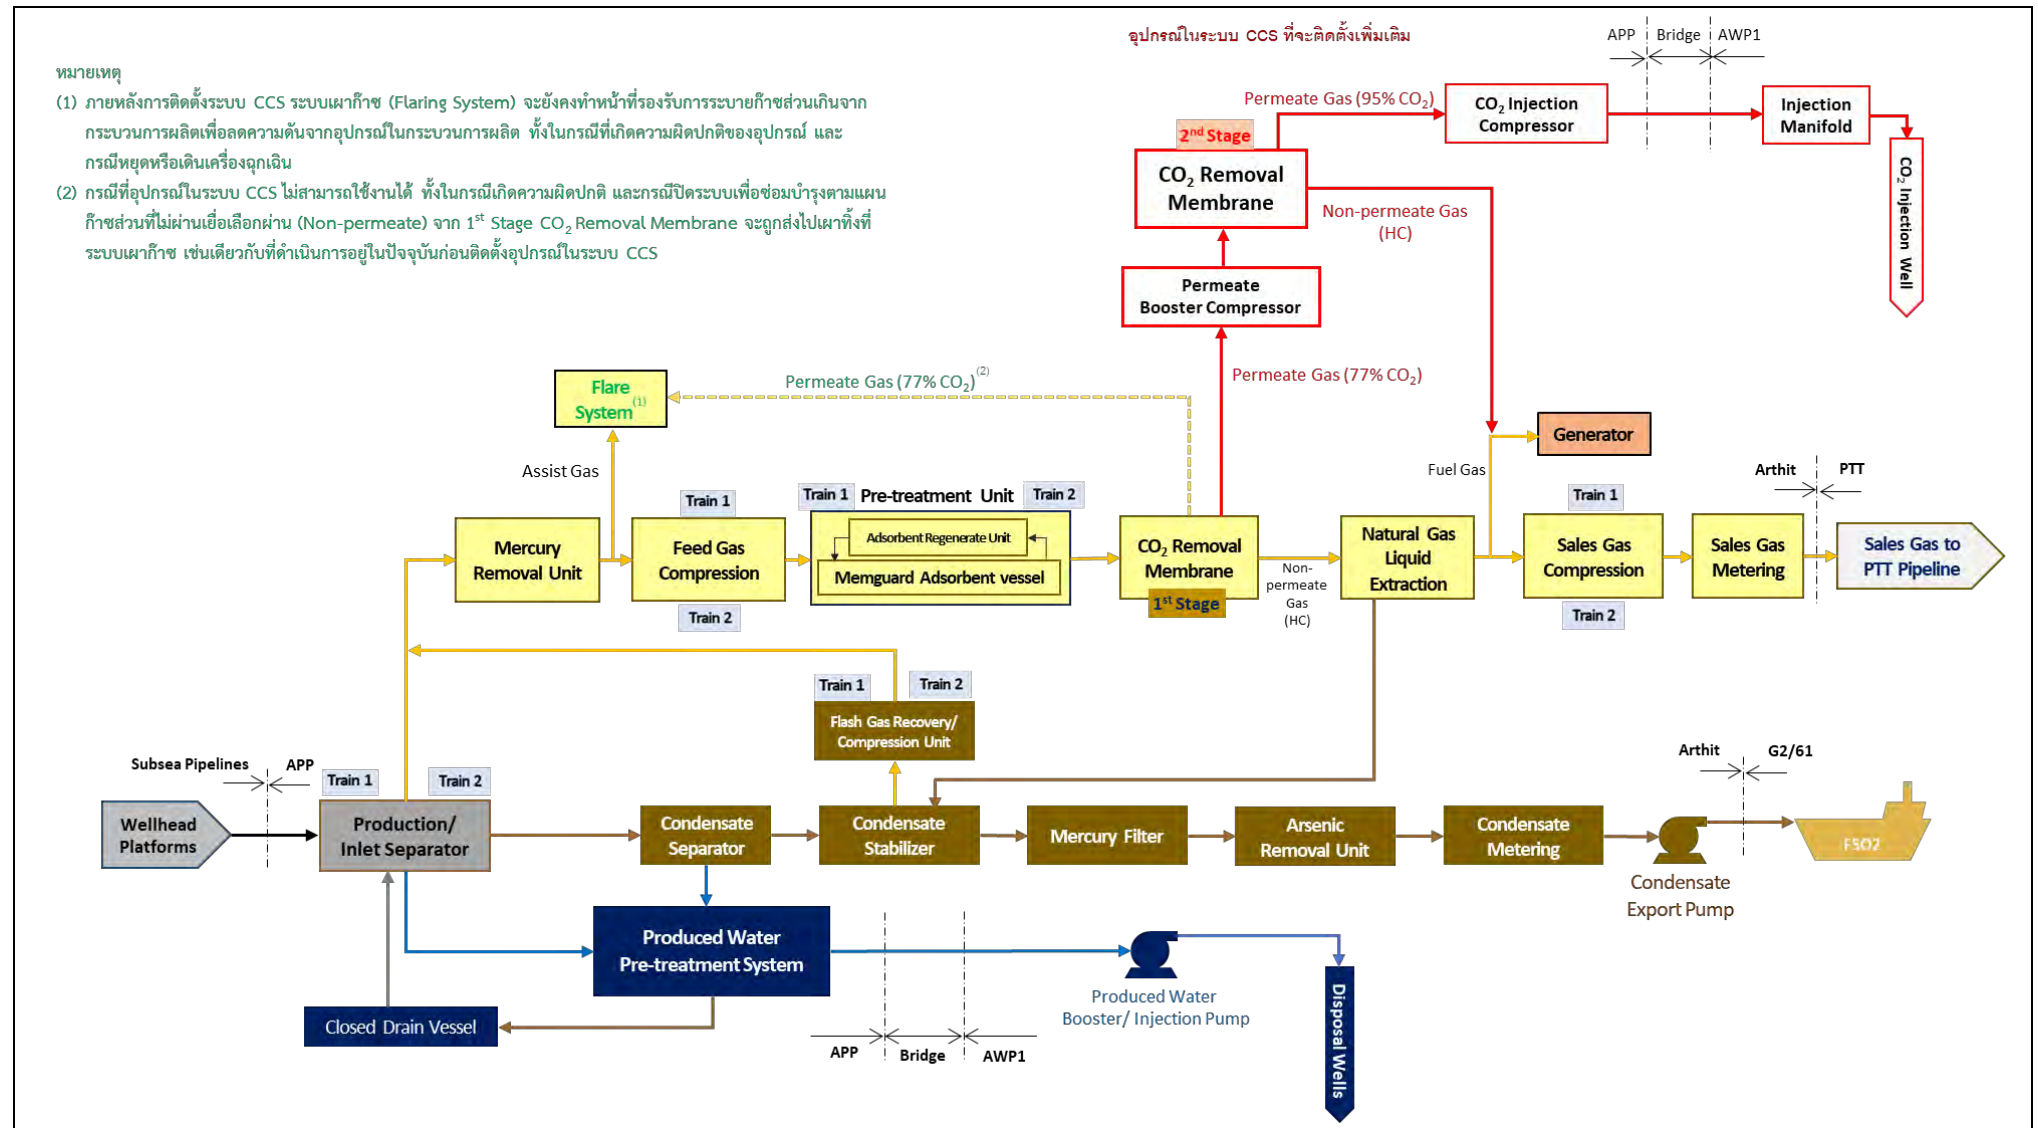 อุปกรณ์ในระบบ CCS ที่จะติดตั้งเพิ่มเติม
APP
Bridge
AWP1
หมายเหตุ
(1) ภายหลังการติดตั้งระบบ CCS ระบบเผาก๊าซ (Flaring System) จะยังคงทำหน้าที่รองรับการระบายก๊าซส่วนเกินจาก
กระบวนการผลิตเพื่อลดความดันจากอุปกรณ์ในกระบวนการผลิต ทั้งในกรณีที่เกิดความผิดปกติของอุปกรณ์ และ
กรณีหยุดหรือเดินเครื่องฉุกเฉิน
(2) กรณีที่อุปกรณ์ในระบบ CCS ไม่สามารถใช้งานได้ ทั้งในกรณีเกิดความผิดปกติ และกรณีปิดระบบเพื่อซ่อมบำรุงตามแผน
ก๊าซส่วนที่ไม่ผ่านเยื่อเลือกผ่าน (Non-permeate) จาก 1st Stage CO2 Removal Membrane จะถูกส่งไปเผาทิ้งที่
ระบบเผาก๊าซ เช่นเดียวกับที่ดำเนินการอยู่ในปัจจุบันก่อนติดตั้งอุปกรณ์ในระบบ CCS
Permeate Gas (95% CO2)
CO2 Injection
Compressor
Injection
Manifold
2nd Stage
CO2 Removal
Membrane
CO2 Injection Well
Non-permeate Gas
(HC)
Permeate
Booster Compressor
Flare
System(1)
Permeate Gas (77% CO2)(2)
Permeate Gas (77% CO2)
Generator
Assist Gas
Fuel Gas
Arthit
PTT
Train 1
Train 1
Pre-treatment Unit
Train 2
Train 1
Mercury
Removal Unit
Feed Gas
Compression
Adsorbent Regenerate Unit
Memguard Adsorbent vessel
CO2 Removal
Membrane
1st Stage
Non-
permeate
Gas
(HC)
Natural Gas
Liquid
Extraction
Sales Gas
Compression
Sales Gas
Metering
Sales Gas to
PTT Pipeline
Train 2
Train 2
Train 1
Train 2
Flash Gas Recovery/
Compression Unit
Subsea Pipelines
APP
Train 1
Train 2
Arthit
G2/61
Wellhead
Platforms
Production/
Inlet Separator
Condensate
Separator
Condensate
Stabilizer
Mercury Filter
Arsenic
Removal Unit
Condensate
Metering
FSO2
Condensate
Export Pump
Produced Water
Pre-treatment System
Produced Water
Booster/ Injection Pump
Disposal Wells
Closed Drain Vessel
APP
Bridge
AWP1